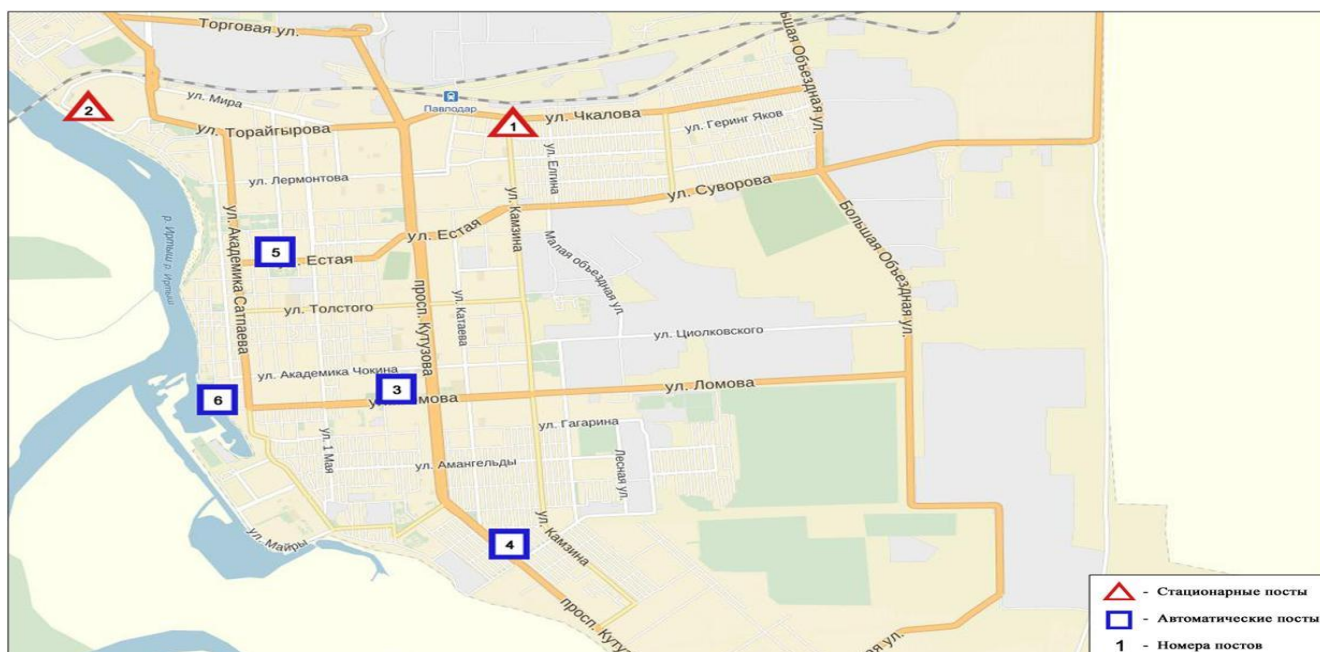 Торговая ул.
Большая Объездная ул.
2
ул. Мира
Павлодар
1
ул. Чкалова
ул. Торайгырова
ул. Геринг Яков
ул. Елгина
ул. Лермонтова
ул. Суворова
ул. Камзина
ул. Академика Сатпаева
р. Иртыш
р. Иртыш
ул. Естая
5
Естая
Малая объездная ул.
Большая Объездная ул.
просп. Кутузова
ул. Катаева
ул. Толстого
ул. Циолковского
ул. Академика Чокина
3
ул. Ломова
6
ул.
ул. Гагарина
ул. 1 Мая
ул. Амангельды
Лесная ул.
ул. Камзина
ул. Майры
4
просп. Куту
ул.
- Стационарные посты
- Автоматические посты
1 - Номера постов